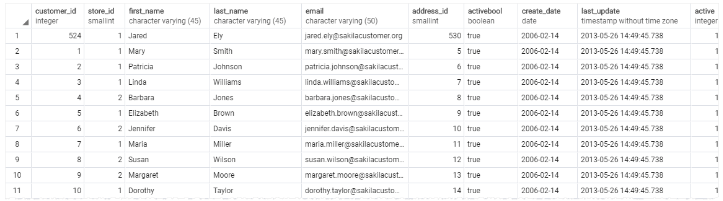 customer_id store_id first_name last_name email address_id activebool create_date last_update active
integer smallint character varying (45) character varying (45) character varying (50) smallint boolean date timestamp without time zone integer
1 524 1 Jared Ely jared.ely@sakilacustomer.org 530 true 2006-02-14 2013-05-26 14:49:45.738 1
2 1 1 Mary Smith mary.smith@sakilacustomer... 5 true 2006-02-14 2013-05-26 14:49:45.738 1
3 2 1 Patricia Johnson patricia.johnson@sakilacus... 6 true 2006-02-14 2013-05-26 14:49:45.738 1
4 3 1 Linda Williams linda.williams@sakilacusto... 7 true 2006-02-14 2013-05-26 14:49:45.738 1
5 4 2 Barbara Jones barbara.jones@sakilacusto... 8 true 2006-02-14 2013-05-26 14:49:45.738 1
6 5 1 Elizabeth Brown elizabeth.brown@sakilacust... 9 true 2006-02-14 2013-05-26 14:49:45.738 1
7 6 2 Jennifer Davis jennifer.davis@sakilacusto... 10 true 2006-02-14 2013-05-26 14:49:45.738 1
8 7 1 Maria Miller maria.miller@sakilacustome... 11 true 2006-02-14 2013-05-26 14:49:45.738 1
9 8 2 Susan Wilson susan.wilson@sakilacustom... 12 true 2006-02-14 2013-05-26 14:49:45.738 1
10 9 2 Margaret Moore margaret.moore@sakilacust... 13 true 2006-02-14 2013-05-26 14:49:45.738 1
11 10 1 Dorothy Taylor dorothy.taylor@sakilacusto... 14 true 2006-02-14 2013-05-26 14:49:45.738 1